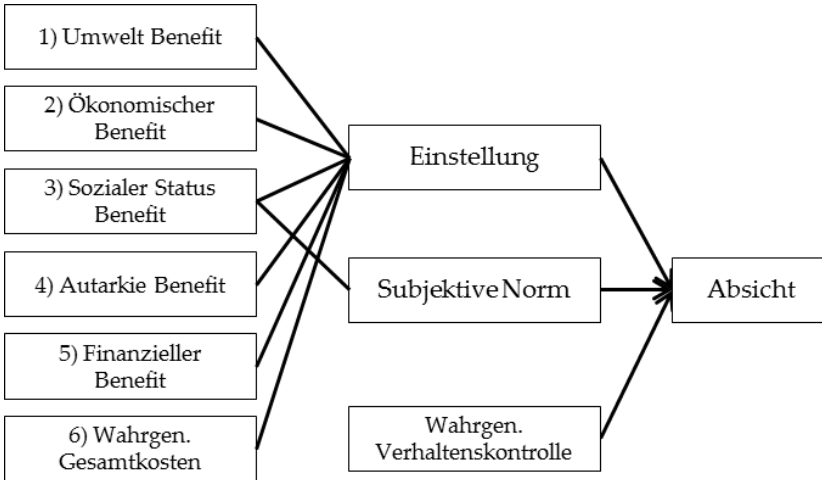 1) Umwelt Benefit
2) Ökonomischer
Benefit
3) Sozialer Status
Benefit
4) Autarkie Benefit
5) Finanzieller
Benefit
6) Wahrgen.
Gesamtkosten
Einstellung
Subjektive Norm
Wahrgen.
Verhaltenskontrolle
Absicht